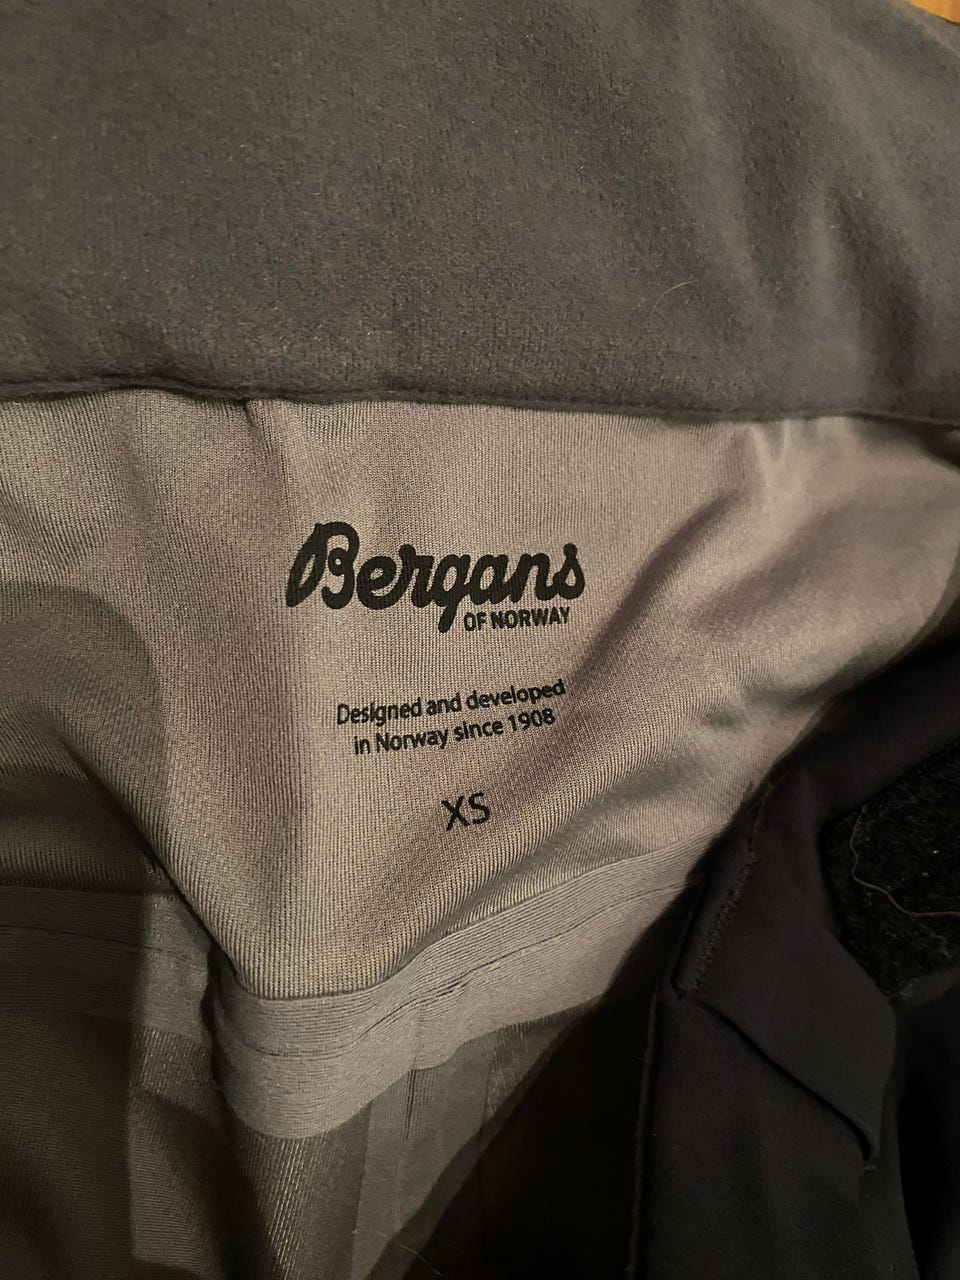 Bergans
OF NORWAY
Designed and developed
in Norway since 1908
XS